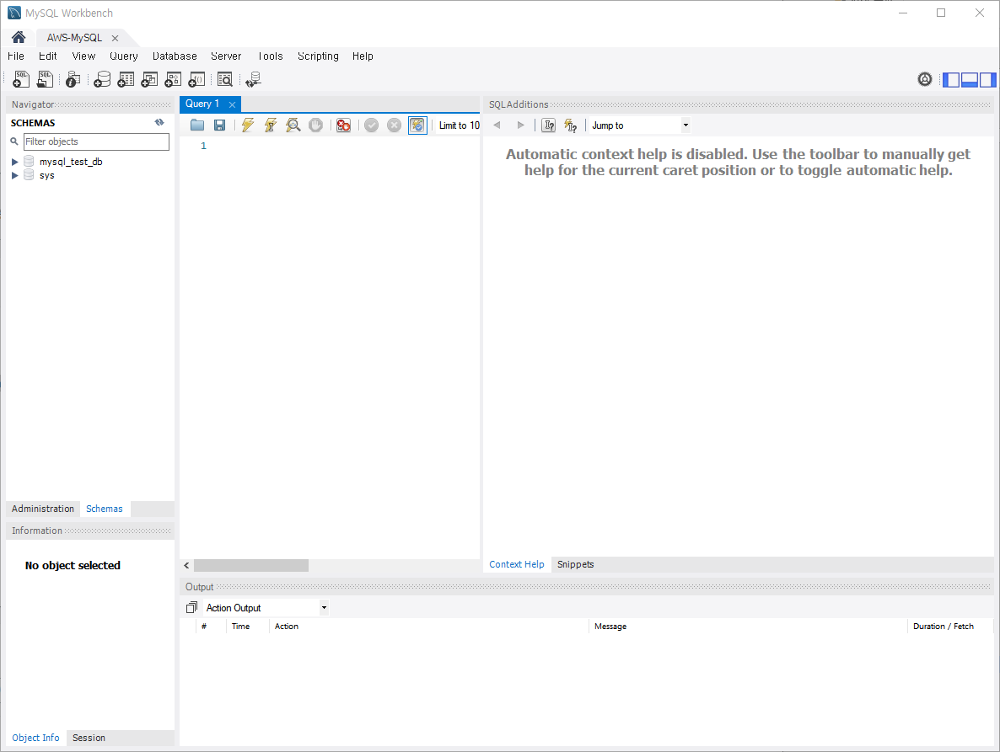 MySQL Workbench
AWS-MySQL
File Edit View Query Database Server Tools Scripting Help
SQL SQL
Navigator
SCHEMAS
Filter objects
mysql_test_db
sys
Administration Schemas
Information
No object selected
Object Info Session
Query 1
Limit to 10
1
SQLAdditions
Jump to
Automatic context help is disabled. Use the toolbar to manually get
help for the current caret position or to toggle automatic help.
Context Help Snippets
Output
Action Output
# Time Action Message Duration / Fetch